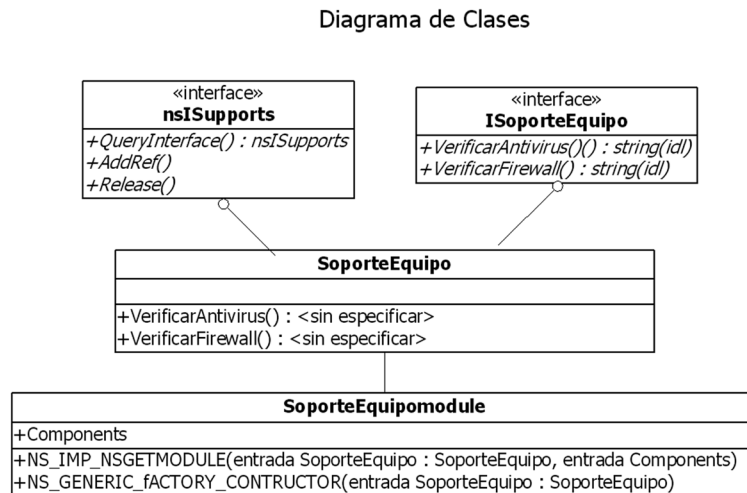 Diagrama de Clases
«interface»
nsISupports
+QueryInterface() : nsISupports
+AddRef()
+Release()
«interface»
ISoporteEquipo
+VerificarAntivirus()() : string(idl)
+VerificarFirewall() : string(idl)
SoporteEquipo
+VerificarAntivirus() : <sin especificar>
+VerificarFirewall() : <sin especificar>
SoporteEquipomodule
+Components
+NS_IMP_NSGETMODULE(entrada SoporteEquipo : SoporteEquipo, entrada Components)
+NS_GENERIC_fACTORY_CONTRUCTOR(entrada SoporteEquipo : SoporteEquipo)